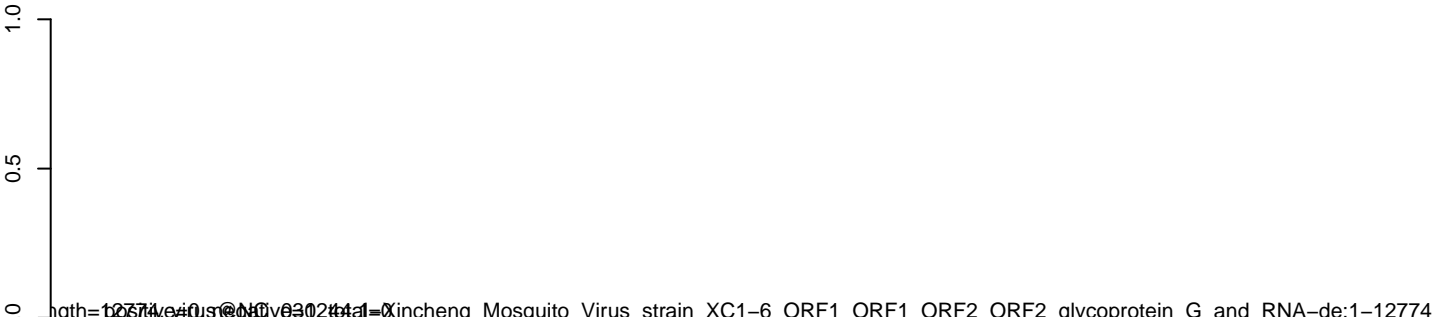 1.0
0.5
0
Xincheng Mosquito Virus strain XC1−6 ORF1 ORF1 ORF2 ORF2 glycoprotein G and RNA−de:1−12774